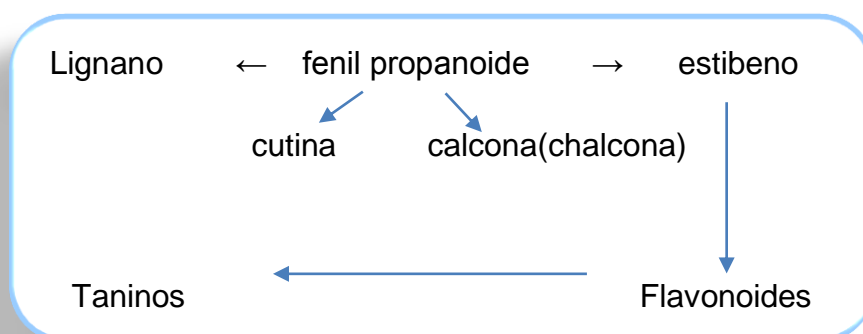 Lignano ← fenil propanoide → estibeno
cutina calcona(chalcona)
Taninos Flavonoides